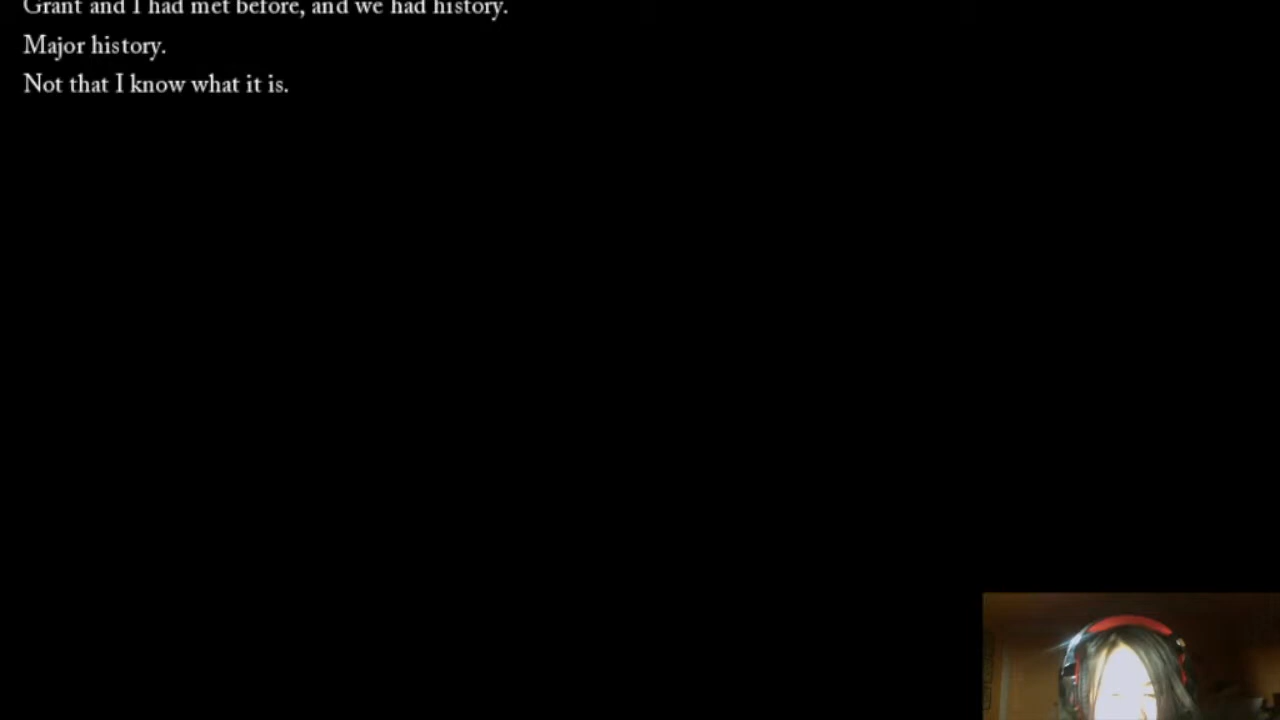 Grant and I had met before, and we had history.
Major history.
Not that I know what it is.